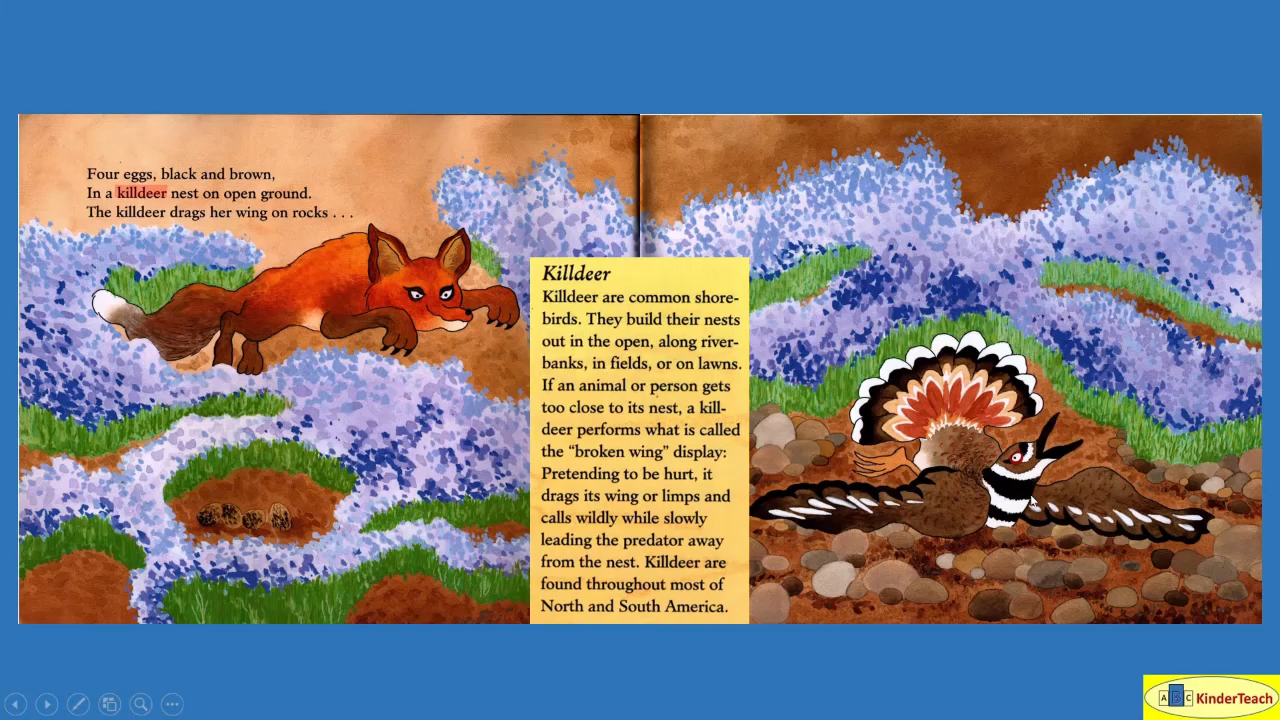 Four eggs, black and brown,
In a killdeer nest on open ground.
The killdeer drags her wing on rocks . . .
Killdeer
Killdeer are common shore-
birds. They build their nests
out in the open, along river-
banks, in fields, or on lawns.
If an animal or person gets
too close to its nest, a kill-
deer performs what is called
the “broken wing” display:
Pretending to be hurt, it
drags its wing or limps and
calls wildly while slowly
leading the predator away
from the nest. Killdeer are
found throughout most of
North and South America.
ABC KinderTeach